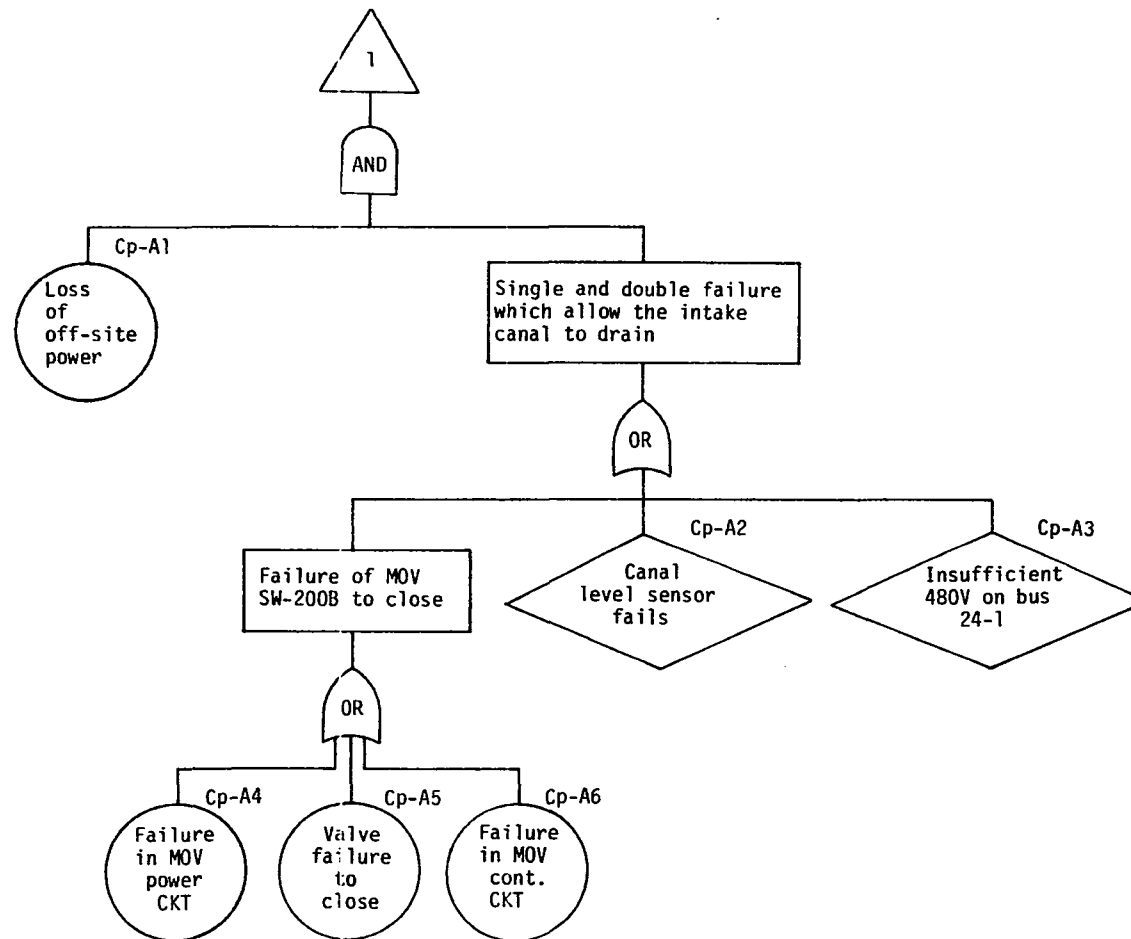 1
AND
Cp-A1
Loss
of
off-site
power
Single and double failure
which allow the intake
canal to drain
OR
Cp-A2
Cp-A3
Failure of MOV
SW-200B to close
Canal
level sensor
fails
Insufficient
480V on bus
24-1
OR
Cp-A4
Cp-A5
Cp-A6
Failure
in MOV
power
CKT
Valve
failure
to
close
Failure
in MOV
cont.
CKT